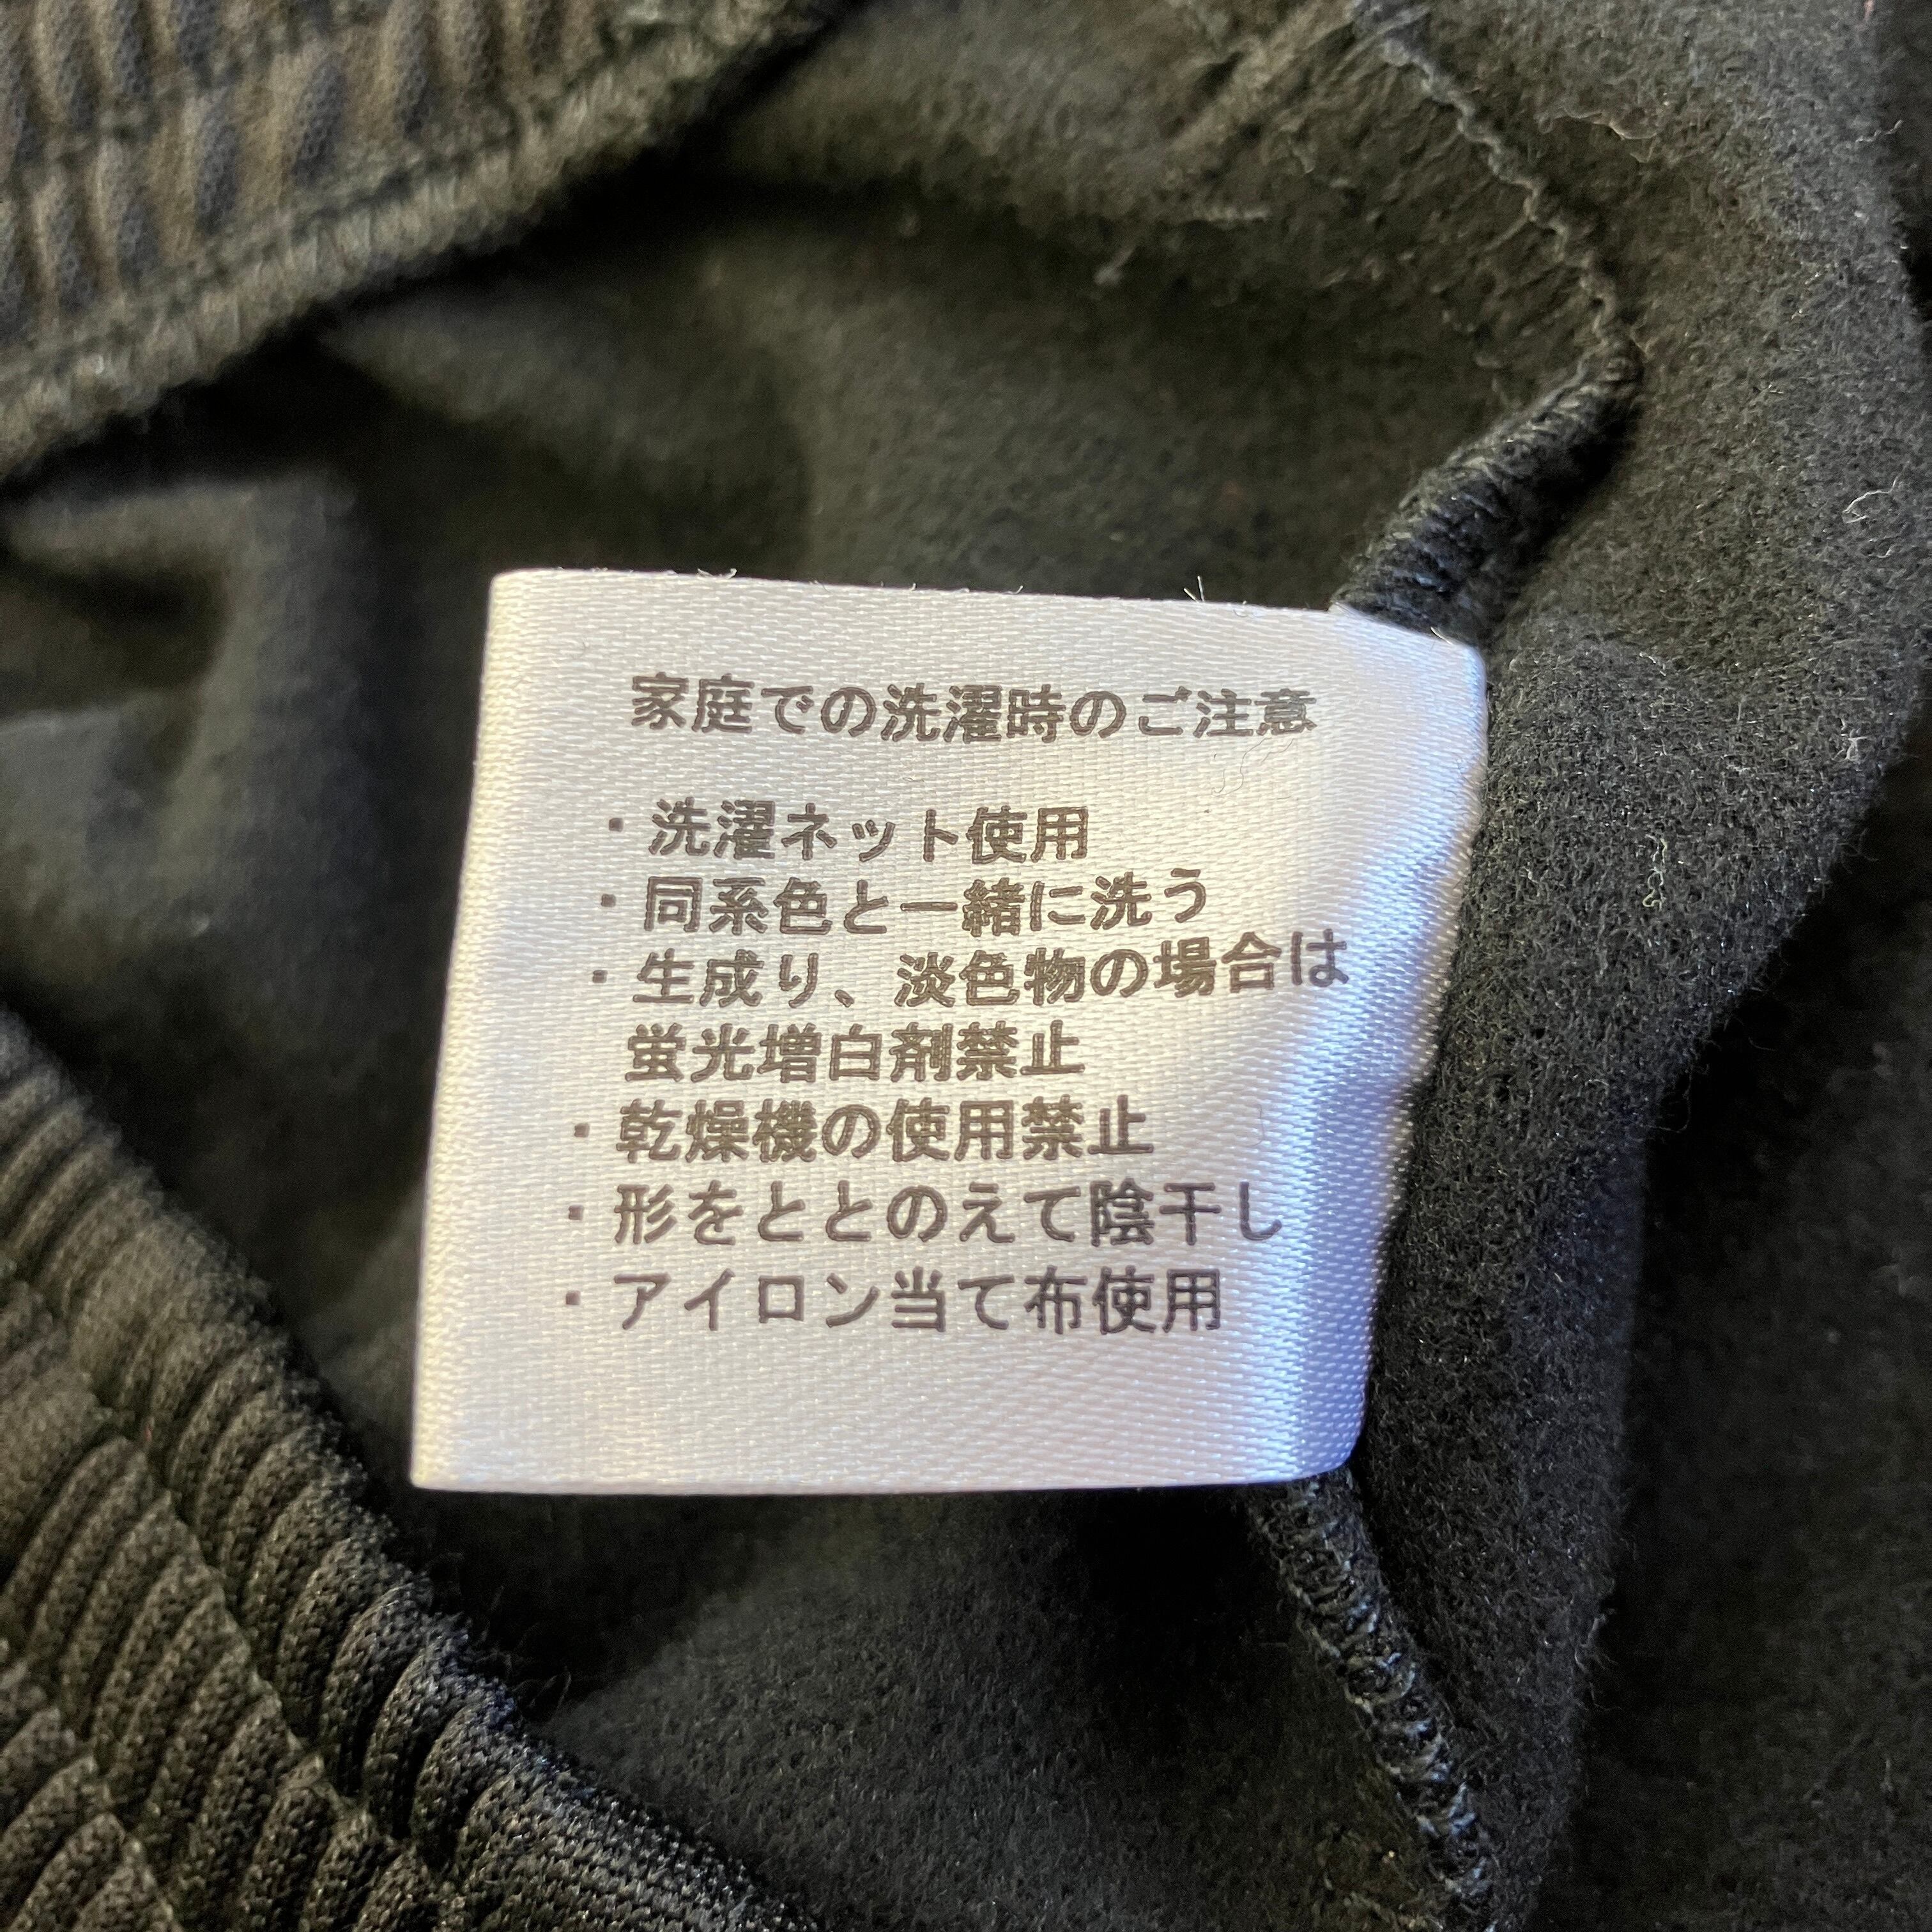 家庭での洗濯時のご注意
・洗濯ネット使用
・同系色と一緒に洗う
・生成り、淡色物の場合は
蛍光増白剤禁止
・乾燥機の使用禁止
・形をととのえて陰干し
・アイロン当て布使用